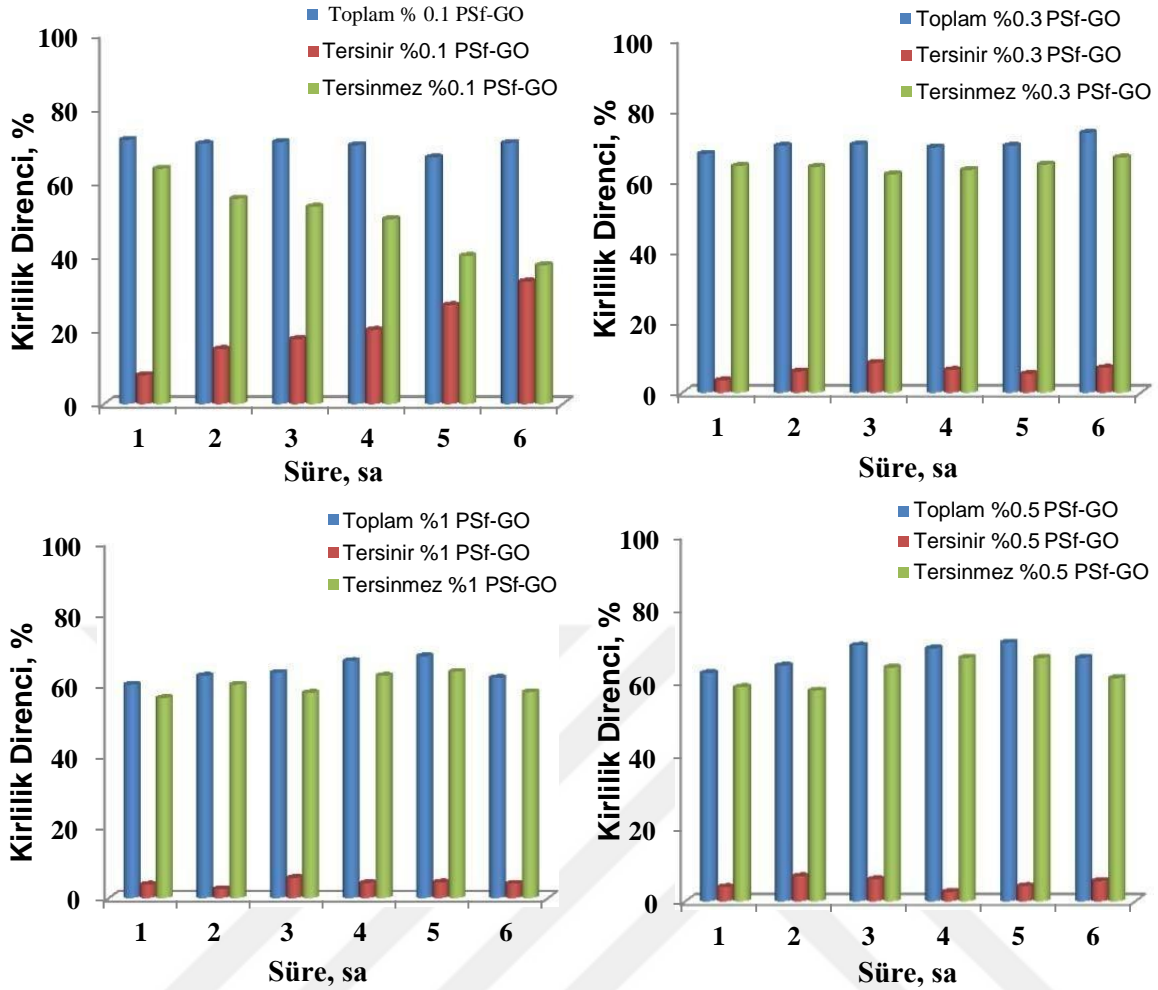 Toplam % 0.1 PSf-GO
Tersinir %0.1 PSf-GO
Tersinmez %0.1 PSf-GO
Kirlilik Direnci, %
100
80
60
40
20
0
1 2 3 4 5 6
Süre, sa
Toplam %0.3 PSf-GO
Tersinir %0.3 PSf-GO
Tersinmez %0.3 PSf-GO
Kirlilik Direnci, %
100
80
60
40
20
0
1 2 3 4 5 6
Süre, sa
Toplam %1 PSf-GO
Tersinir %1 PSf-GO
Tersinmez %1 PSf-GO
Kirlilik Direnci, %
100
80
60
40
20
0
1 2 3 4 5 6
Süre, sa
Toplam %0.5 PSf-GO
Tersinir %0.5 PSf-GO
Tersinmez %0.5 PSf-GO
Kirlilik Direnci, %
100
80
60
40
20
0
1 2 3 4 5 6
Süre, sa